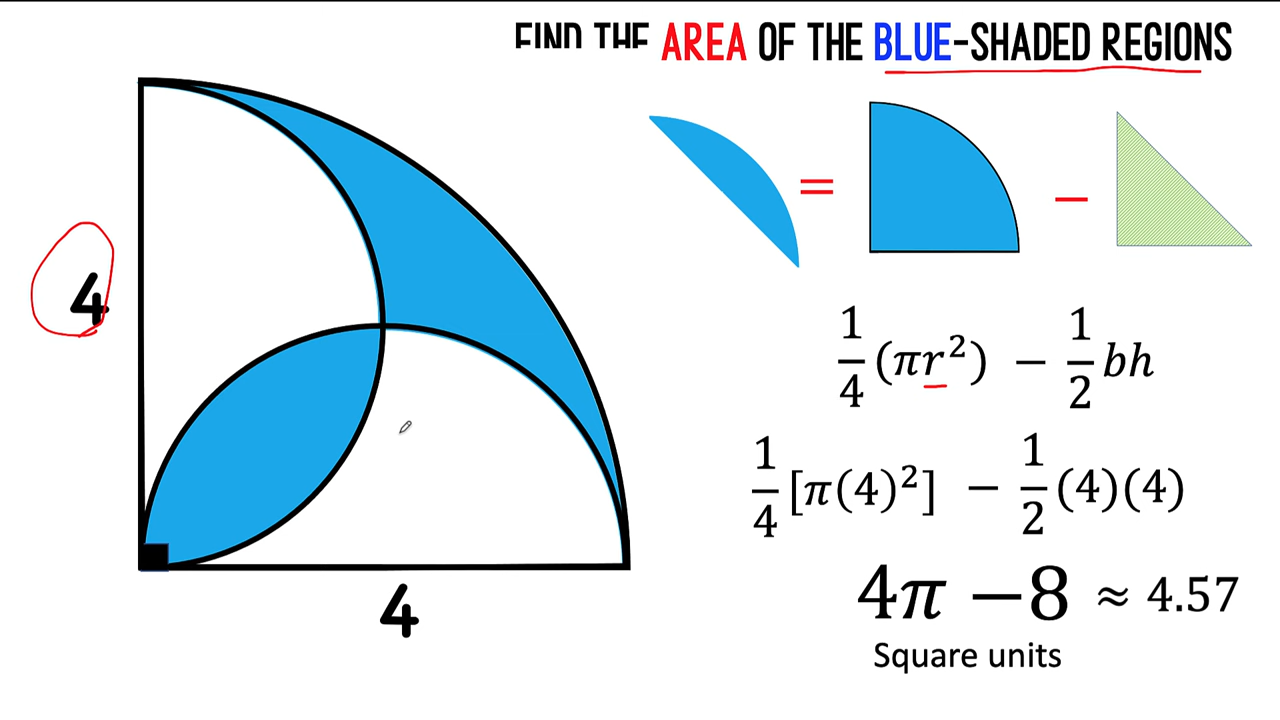 FIND THE AREA OF THE BLUE-SHADED REGIONS
4
4
=
−
1/4 (πr²) − 1/2 bh
1/4 [π(4)²] − 1/2 (4)(4)
4π −8 ≈ 4.57
Square units